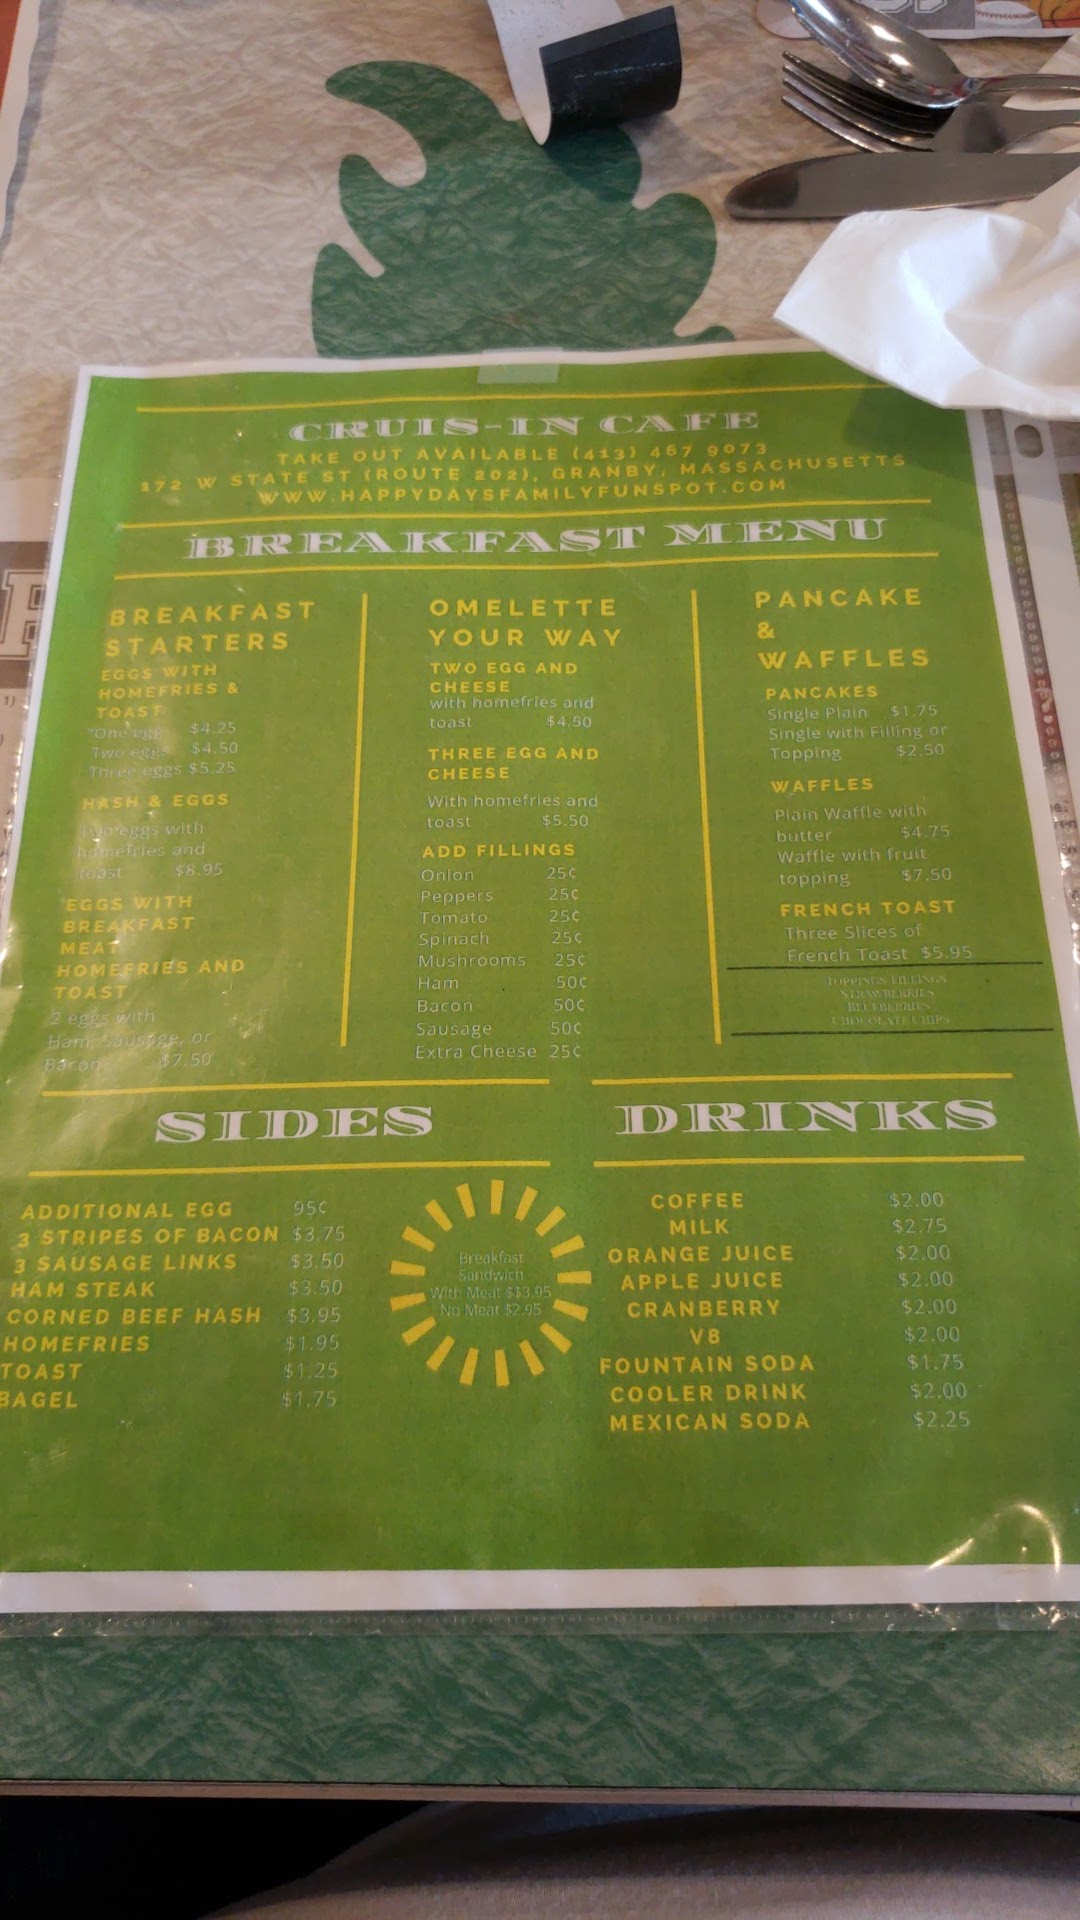 CRUIS-IN CAFE
TAKE OUT AVAILABLE (413) 467 9073
172 W STATE ST (ROUTE 202), GRANBY, MASSACHUSETTS
WWW.HAPPYDAYSFAMILYFUNSPOT.COM
BREAKFAST MENU
BREAKFAST
STARTERS
EGGS WITH
HOMEFRIES &
TOAST
One egg $4.25
Two eggs $4.50
Three eggs $5.25
HASH & EGGS
Two eggs with
homefries and
toast $8.95
EGGS WITH
BREAKFAST
MEAT
HOMEFRIES AND
TOAST
2 eggs with
Ham, Sausage, or
Bacon $7.50
OMELETTE
YOUR WAY
TWO EGG AND
CHEESE
with homefries and
toast $4.50
THREE EGG AND
CHEESE
With homefries and
toast $5.50
ADD FILLINGS
Onion 25¢
Peppers 25¢
Tomato 25¢
Spinach 25¢
Mushrooms 25¢
Ham 50¢
Bacon 50¢
Sausage 50¢
Extra Cheese 25¢
PANCAKE
&
WAFFLES
PANCAKES
Single Plain $1.75
Single with Filling or
Topping $2.50
WAFFLES
Plain Waffle with
butter $4.75
Waffle with fruit
topping $7.50
FRENCH TOAST
Three Slices of
French Toast $5.95
TOPPINGS FILLINGS
STRAWBERRIES
BLUEBERRIES
CHOCOLATE CHIPS
SIDES
ADDITIONAL EGG 95¢
3 STRIPES OF BACON $3.75
3 SAUSAGE LINKS $3.50
HAM STEAK $3.50
CORNED BEEF HASH $3.95
HOMEFRIES $1.95
TOAST $1.25
BAGEL $1.75
Breakfast
Sandwich
With Meat $$3.95
No Meat $2.95
DRINKS
COFFEE $2.00
MILK $2.75
ORANGE JUICE $2.00
APPLE JUICE $2.00
CRANBERRY $2.00
V8 $2.00
FOUNTAIN SODA $1.75
COOLER DRINK $2.00
MEXICAN SODA $2.25